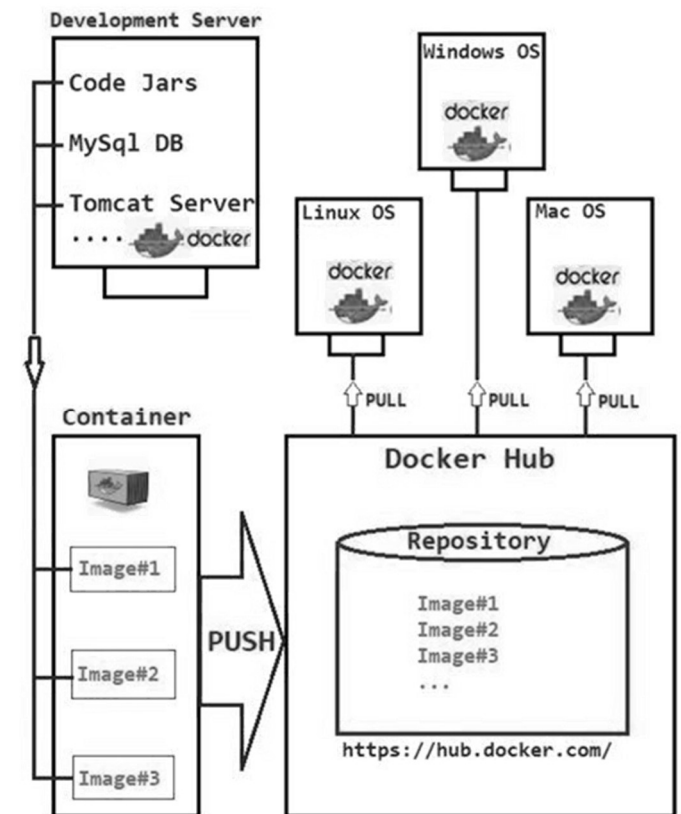 Development Server
Code Jars
MySql DB
Tomcat Server
.... docker
Windows OS
docker
Linux OS
docker
Mac OS
docker
PULL
PULL
PULL
Container
Image#1
Image#2
Image#3
PUSH
Docker Hub
Repository
Image#1
Image#2
Image#3
...
https://hub.docker.com/